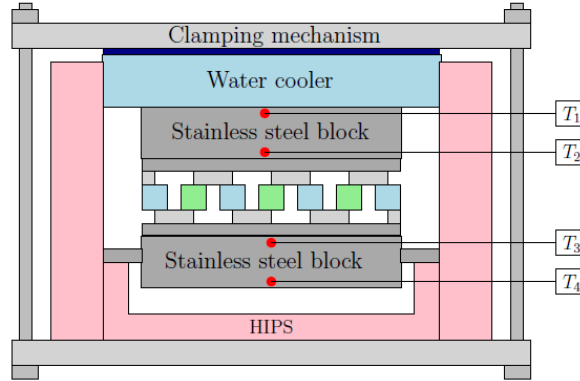 Clamping mechanism
Water cooler
Stainless steel block
T1
T2
Stainless steel block
T3
T4
HIPS